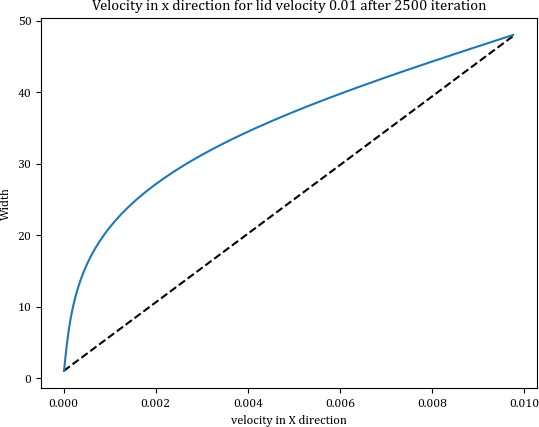 Velocity in x direction for lid velocity 0.01 after 2500 iteration
50
40
30
20
10
0
Width
0.000 0.002 0.004 0.006 0.008 0.010
velocity in X direction